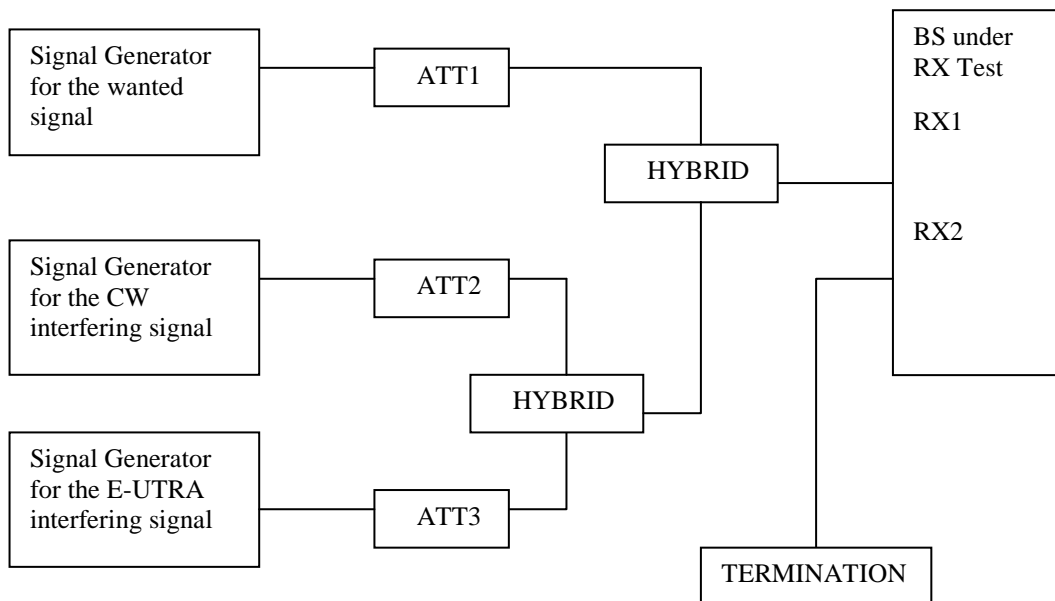 Signal Generator
for the wanted
signal
ATT1
BS under
RX Test
RX1
HYBRID
RX2
Signal Generator
for the CW
interfering signal
ATT2
HYBRID
Signal Generator
for the E-UTRA
interfering signal
ATT3
TERMINATION